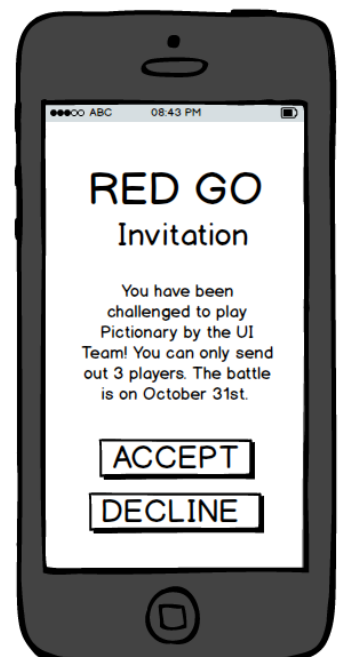 ABC 08:43 PM
RED GO
Invitation
You have been
challenged to play
Pictionary by the UI
Team! You can only send
out 3 players. The battle
is on October 31st.
ACCEPT
DECLINE